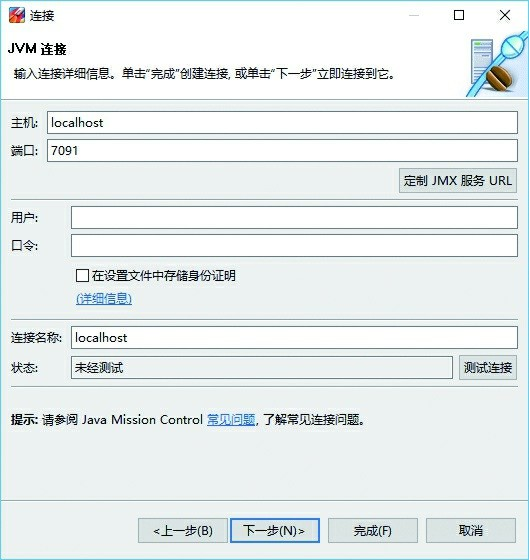 连接
JVM 连接
输入连接详细信息。单击“完成”创建连接, 或单击“下一步”立即连接到它。
主机: localhost
端口: 7091
定制 JMX 服务 URL
用户:
口令:
在设置文件中存储身份证明
(详细信息)
连接名称: localhost
状态: 未经测试 测试连接
提示: 请参阅 Java Mission Control 常见问题, 了解常见连接问题。
<上一步(B) 下一步(N)> 完成(F) 取消